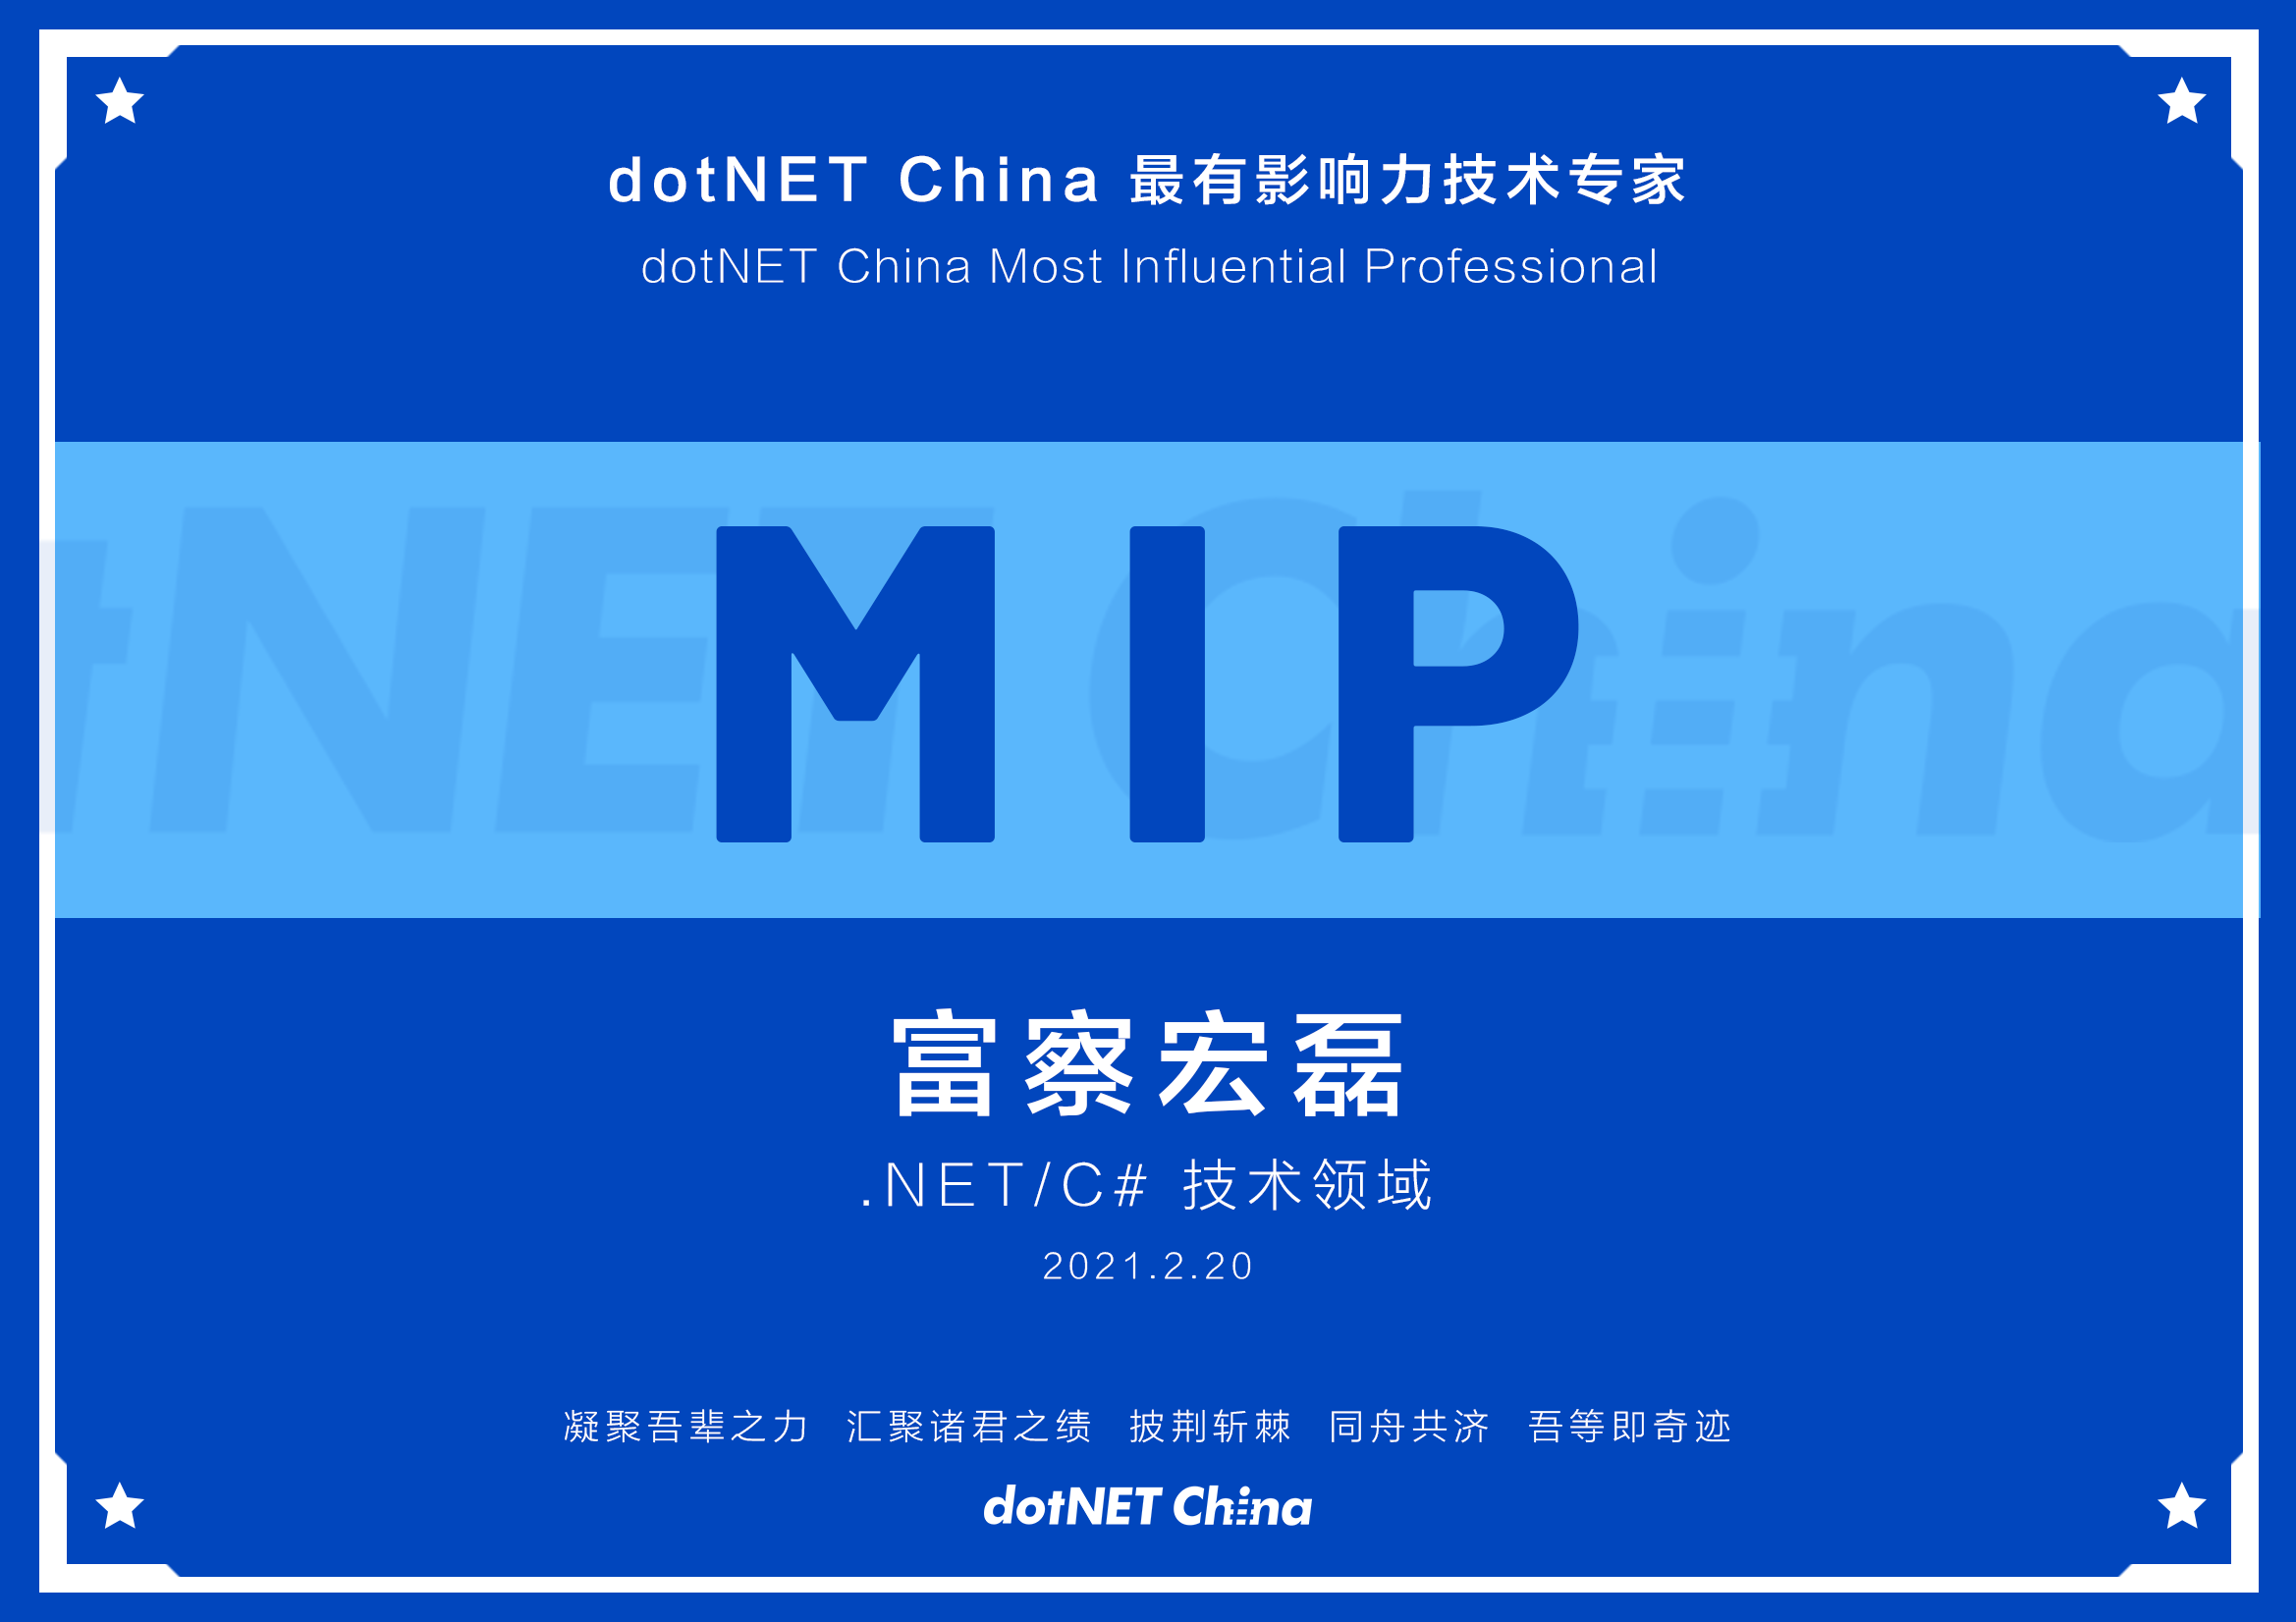 dotNET China 最有影响力技术专家
dotNET China Most Influential Professional
tNET China
MIP
富察宏磊
.NET/C# 技术领域
2021.2.20
凝聚吾辈之力 汇聚诸君之绩 披荆斩棘 同舟共济 吾等即奇迹
dotNET China